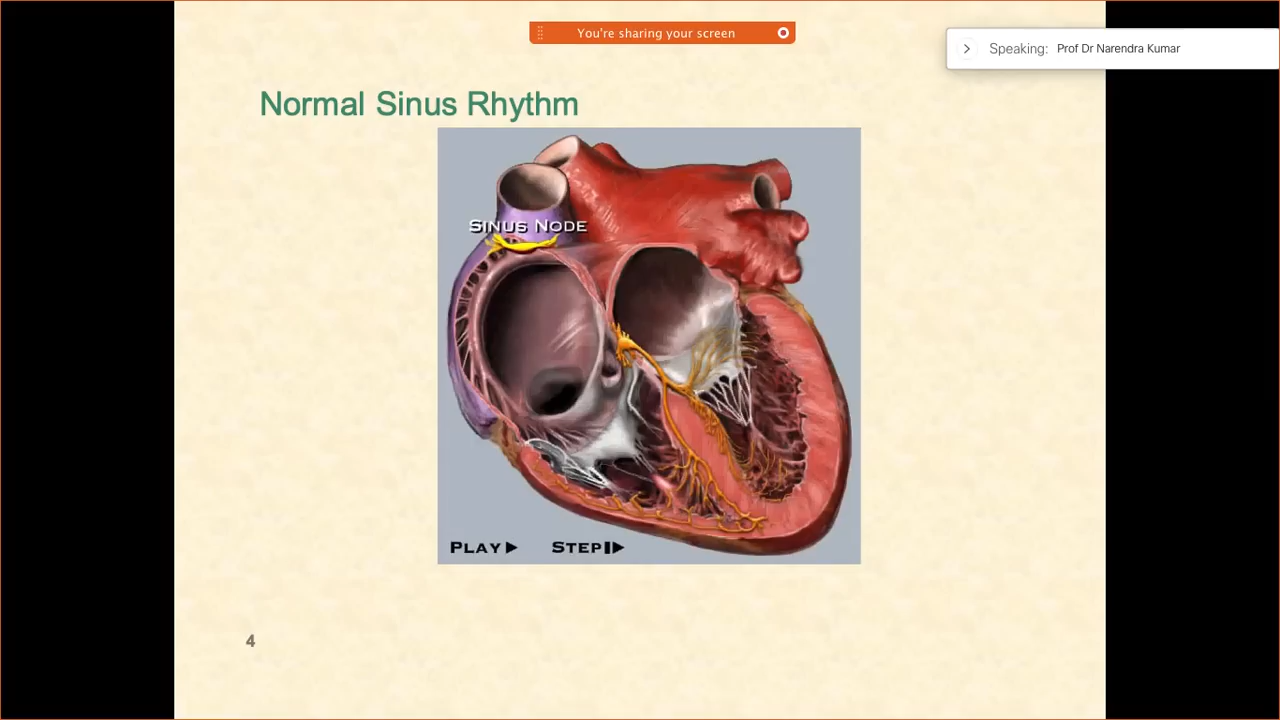 You're sharing your screen
Speaking: Prof Dr Narendra Kumar
Normal Sinus Rhythm
SINUS NODE
PLAY STEP
4